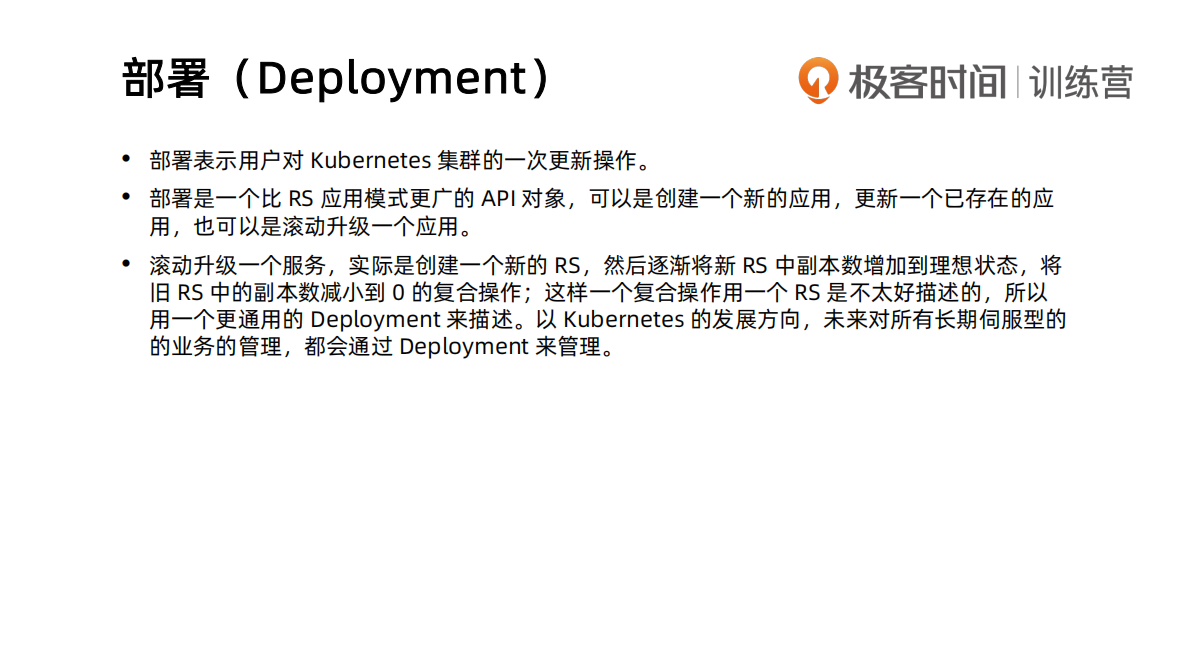 部署（Deployment）
极客时间 | 训练营
• 部署表示用户对 Kubernetes 集群的一次更新操作。
• 部署是一个比 RS 应用模式更广的 API 对象，可以是创建一个新的应用，更新一个已存在的应
用，也可以是滚动升级一个应用。
• 滚动升级一个服务，实际是创建一个新的 RS，然后逐渐将新 RS 中副本数增加到理想状态，将
旧 RS 中的副本数减小到 0 的复合操作；这样一个复合操作用一个 RS 是不太好描述的，所以
用一个更通用的 Deployment 来描述。以 Kubernetes 的发展方向，未来对所有长期伺服型的
的业务的管理，都会通过 Deployment 来管理。